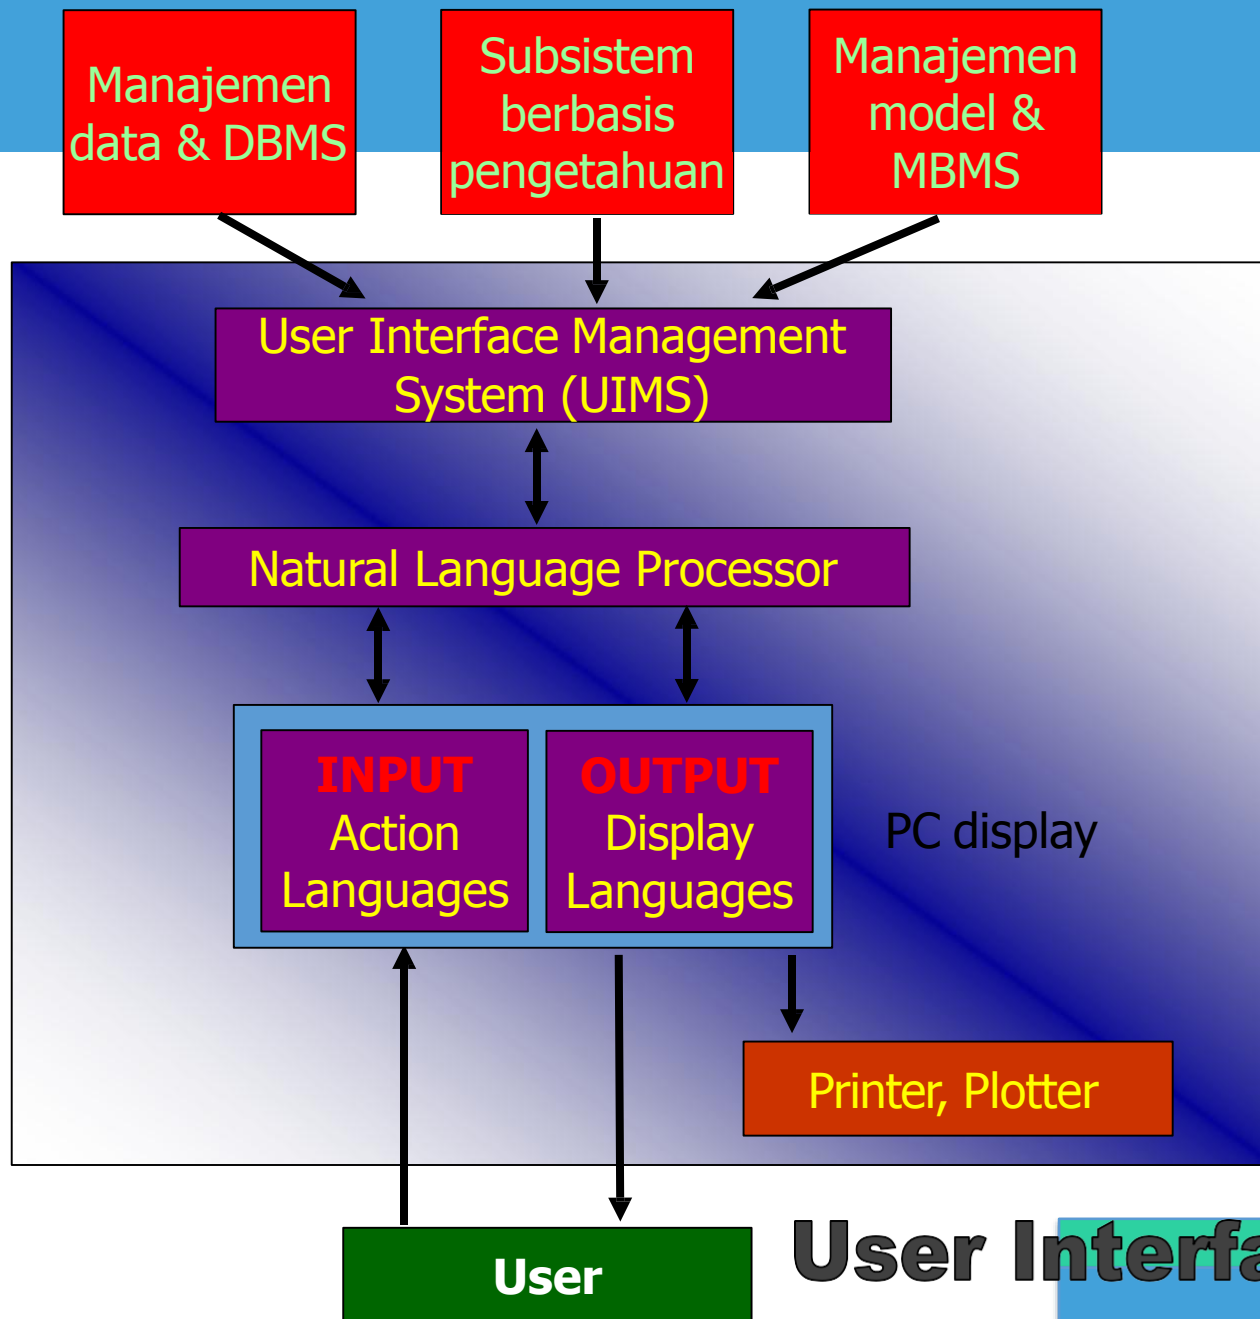 Manajemen
data & DBMS
Subsistem
berbasis
pengetahuan
Manajemen
model &
MBMS
User Interface Management
System (UIMS)
Natural Language Processor
INPUT
Action
Languages
OUTPUT
Display
Languages
PC display
Printer, Plotter
User
User Interfa